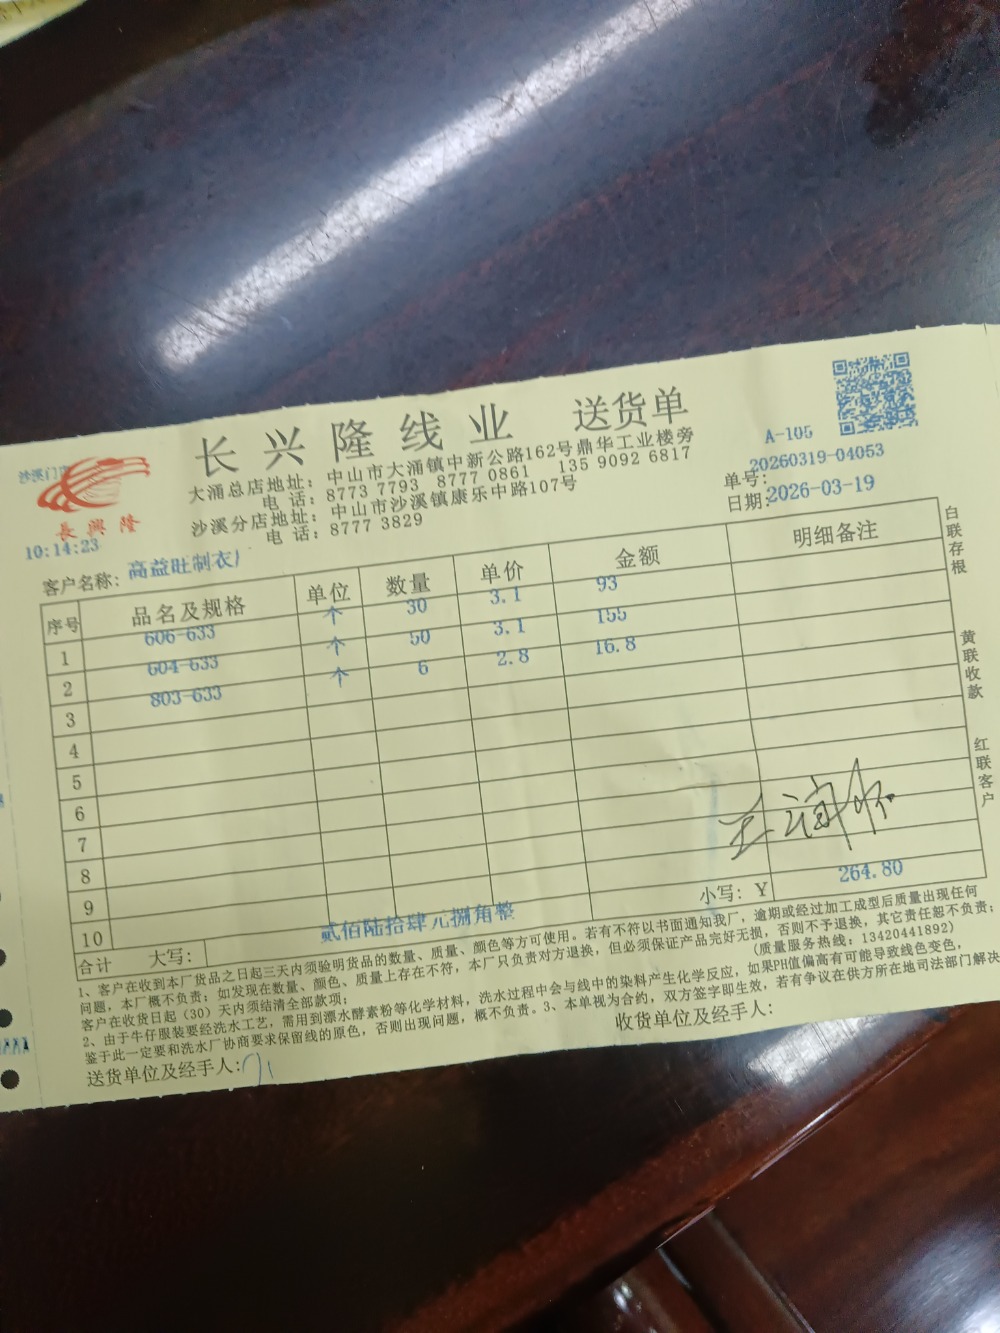 长兴隆线业 送货单
沙溪门
長興隆
10:14:23
大涌总店地址：中山市大涌镇中新公路162号鼎华工业楼旁
电 话：8773 7793 8777 0861 135 9092 6817
沙溪分店地址：中山市沙溪镇康乐中路107号
电 话：8777 3829
A-105
单号：20260319-04053
日期：2026-03-19
客户名称：高益旺制衣厂
序号 品名及规格 单位 数量 单价 金额 明细备注
1 606-633 个 30 3.1 93
2 604-633 个 50 3.1 155
3 803-633 个 6 2.8 16.8
4
5
6
7
8
9
10
合计 大写：贰佰陆拾肆元捌角整 小写：Y 264.80
1、客户在收到本厂货品之日起三天内须验明货品的数量、质量、颜色等方可使用。若有不符以书面通知我厂，逾期或经过加工成型后质量出现任何
问题，本厂概不负责；如发现在数量、颜色、质量上存在不符，本厂只负责对方退换，但必须保证产品完好无损，否则不予退换，其它责任恕不负责；
客户在收货日起（30）天内须结清全部款项； (质量服务热线：13420441892)
2、由于牛仔服装要经洗水工艺，需用到漂水酵素粉等化学材料，洗水过程中会与线中的染料产生化学反应，如果PH值偏高有可能导致线色变色，
鉴于此一定要和洗水厂协商要求保留线的原色，否则出现问题，概不负责。3、本单视为合约，双方签字即生效，若有争议在供方所在地司法部门解决
送货单位及经手人： 收货单位及经手人：
白联存根
黄联收款
红联客户